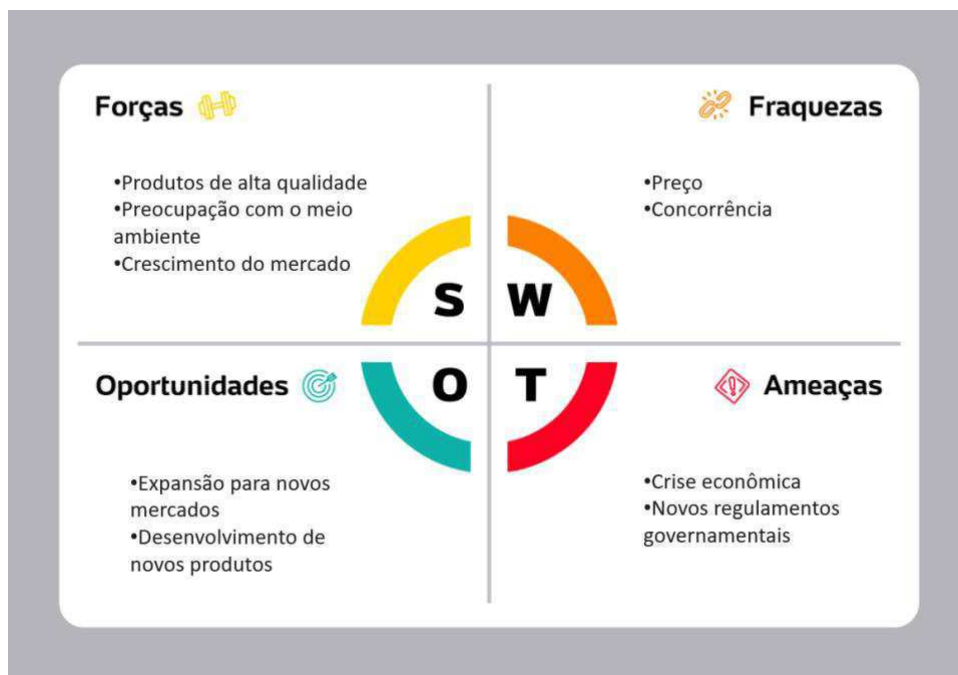 Forças
•Produtos de alta qualidade
•Preocupação com o meio
ambiente
•Crescimento do mercado
Fraquezas
•Preço
•Concorrência
S
W
O
T
Oportunidades
•Expansão para novos
mercados
•Desenvolvimento de
novos produtos
Ameaças
•Crise econômica
•Novos regulamentos
governamentais